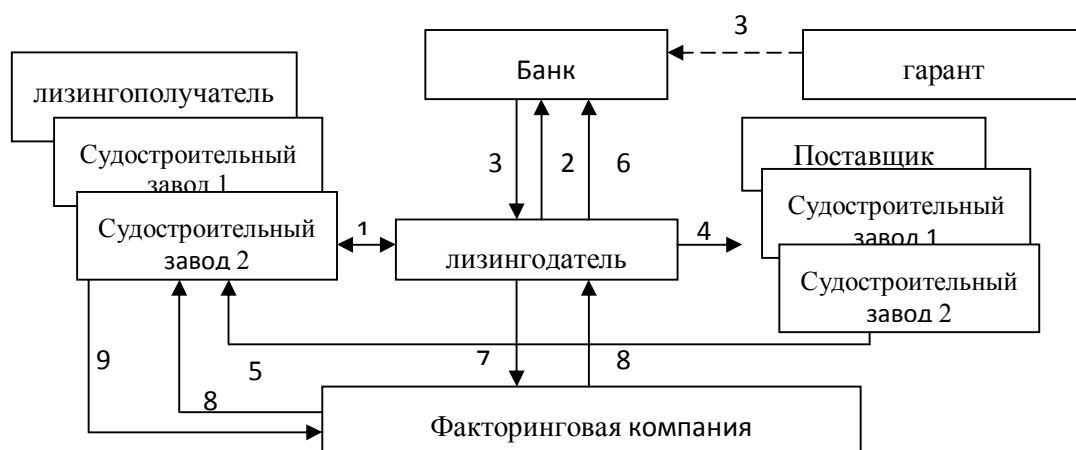 3
Банк
гарант
лизингополучатель
Судостроительный
завод 1
Поставщик
3
2
6
Судостроительный
завод 2
Судостроительный
завод 1
1
4
лизингодатель
Судостроительный
завод 2
9
5
7
8
8
Факторинговая компания